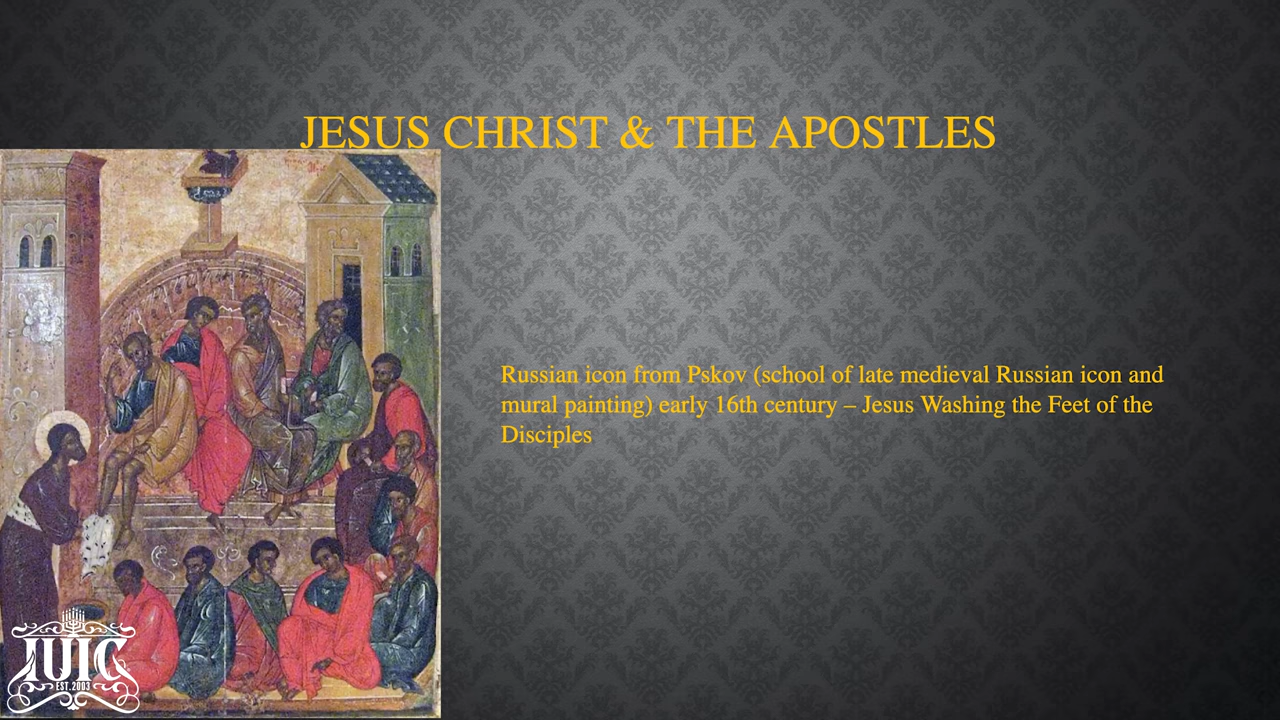 JESUS CHRIST & THE APOSTLES
Russian icon from Pskov (school of late medieval Russian icon and
mural painting) early 16th century – Jesus Washing the Feet of the
Disciples
IUIC
EST.2003